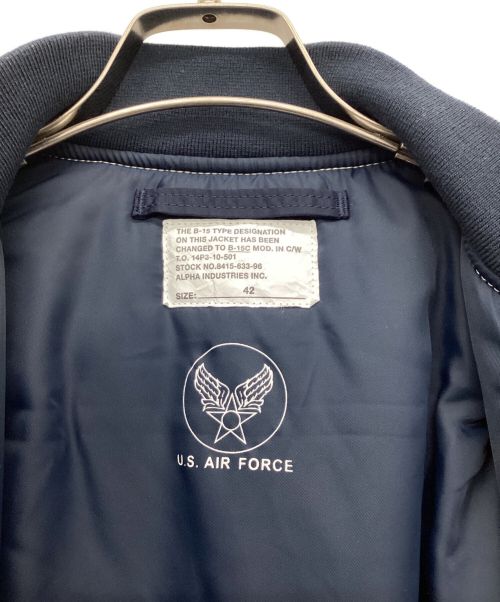 THE B-15 TYPE DESIGNATION
ON THIS JACKET HAS BEEN
CHANGED TO B-15C MOD. IN C/W
T.O. 14P3-10-501
STOCK NO.8415-633-96
ALPHA INDUSTRIES INC.
SIZE: 42
U.S. AIR FORCE